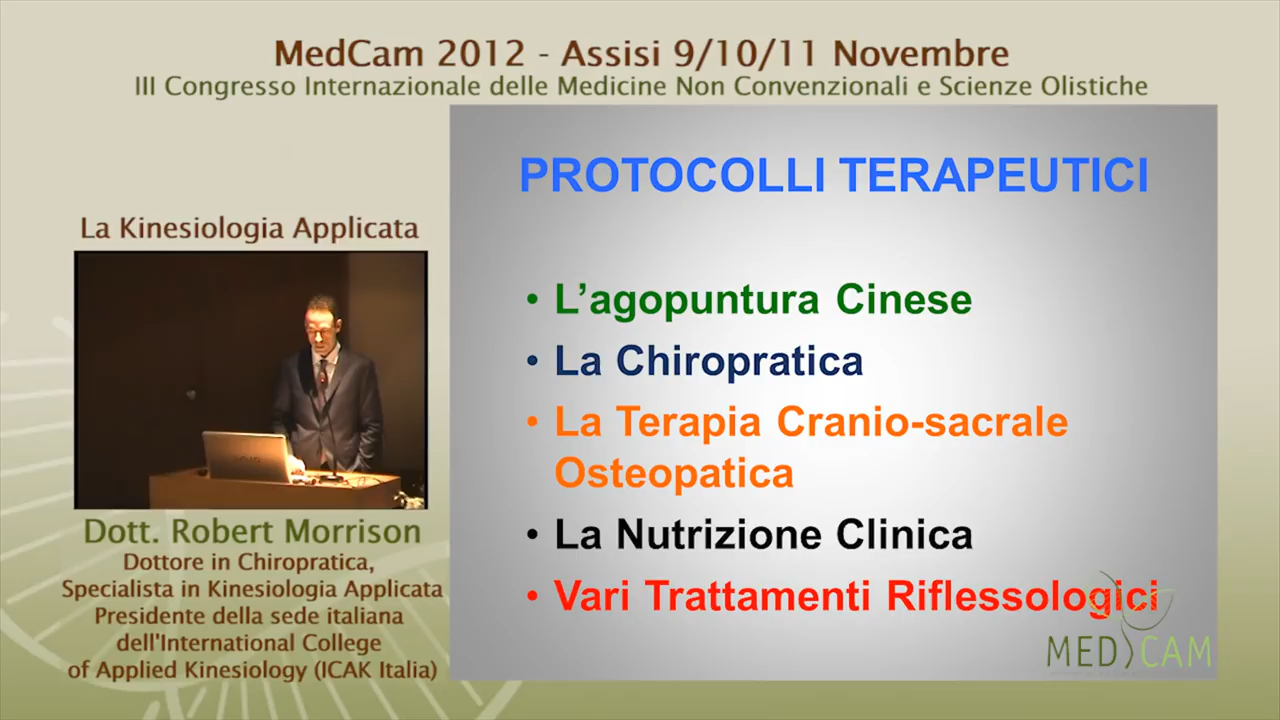 MedCam 2012 - Assisi 9/10/11 Novembre
III Congresso Internazionale delle Medicine Non Convenzionali e Scienze Olistiche
La Kinesiologia Applicata
Dott. Robert Morrison
Dottore in Chiropratica,
Specialista in Kinesiologia Applicata
Presidente della sede italiana
dell'International College
of Applied Kinesiology (ICAK Italia)
PROTOCOLLI TERAPEUTICI
• L’agopuntura Cinese
• La Chiropratica
• La Terapia Cranio-sacrale
Osteopatica
• La Nutrizione Clinica
• Vari Trattamenti Riflessologici
MED CAM